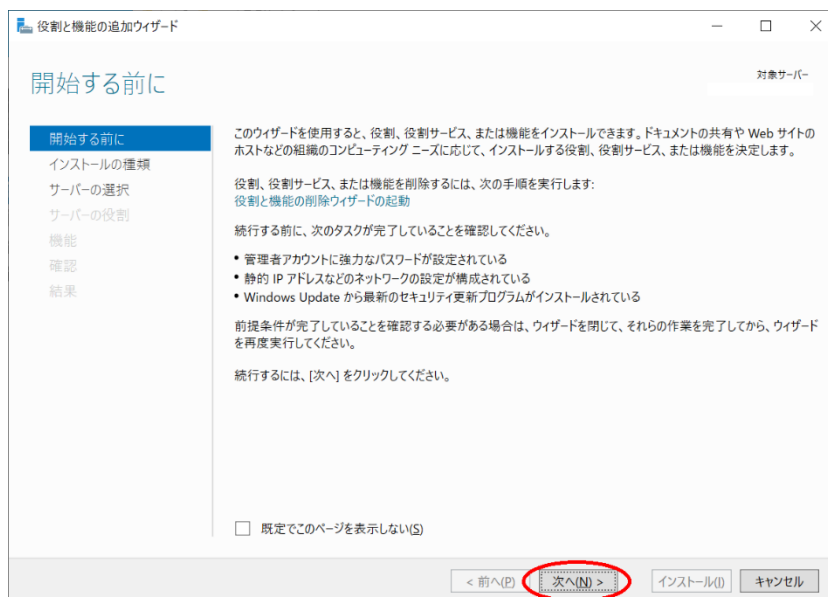 役割と機能の追加ウィザード
開始する前に
対象サーバー
開始する前に
インストールの種類
サーバーの選択
サーバーの役割
機能
確認
結果
このウィザードを使用すると、役割、役割サービス、または機能をインストールできます。ドキュメントの共有や Web サイトの
ホストなどの組織のコンピューティング ニーズに応じて、インストールする役割、役割サービス、または機能を決定します。
役割、役割サービス、または機能を削除するには、次の手順を実行します:
役割と機能の削除ウィザードの起動
続行する前に、次のタスクが完了していることを確認してください。
• 管理者アカウントに強力なパスワードが設定されている
• 静的 IP アドレスなどのネットワークの設定が構成されている
• Windows Update から最新のセキュリティ更新プログラムがインストールされている
前提条件が完了していることを確認する必要がある場合は、ウィザードを閉じて、それらの作業を完了してから、ウィザード
を再度実行してください。
続行するには、[次へ] をクリックしてください。
既定でこのページを表示しない(S)
< 前へ(P) 次へ(N) > インストール(I) キャンセル